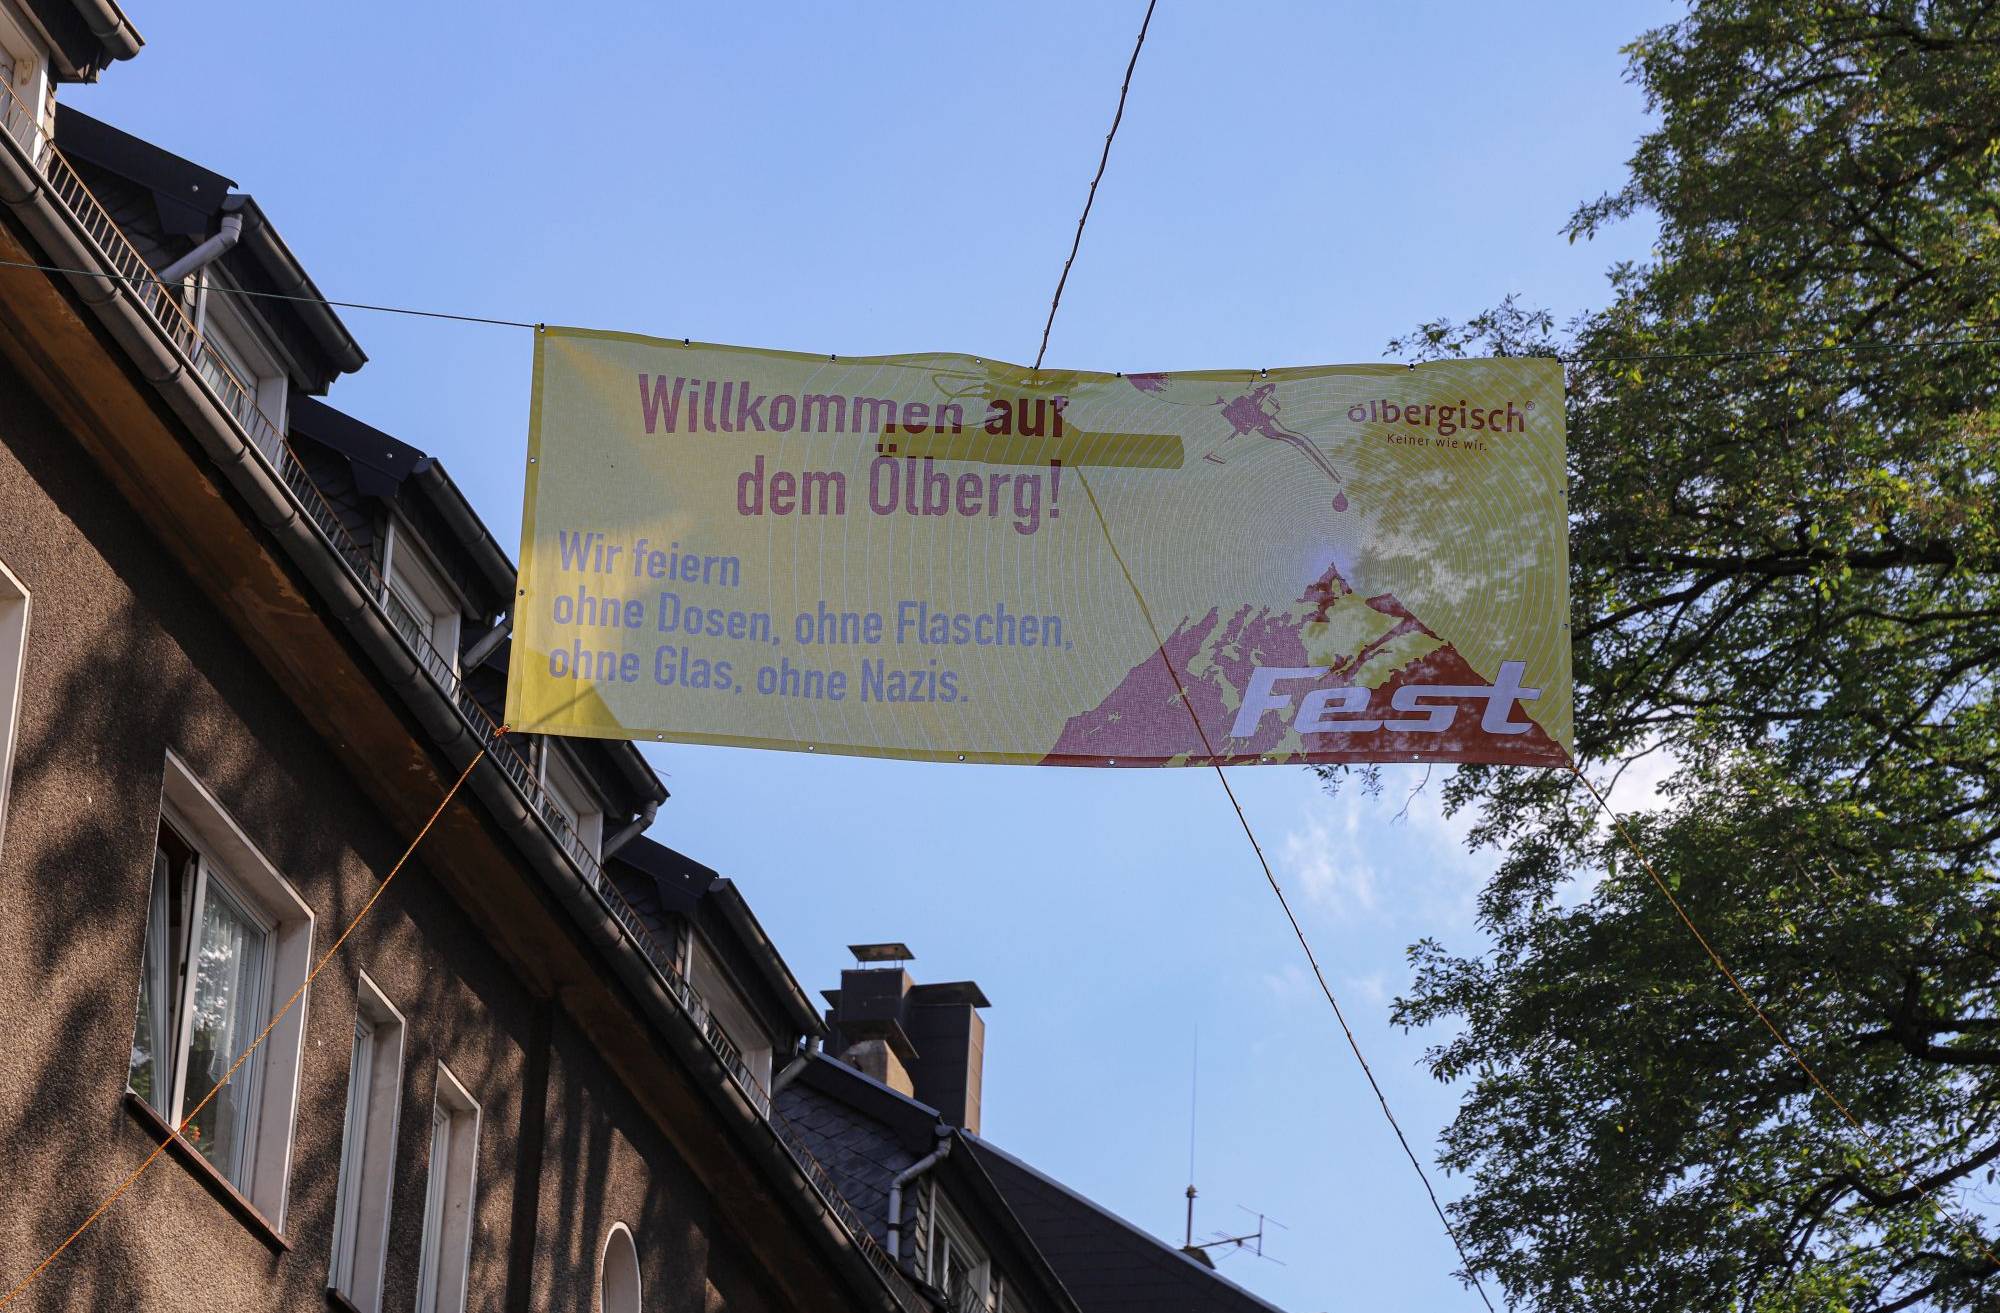 Willkommen auf
dem Ölberg!
Wir feiern
ohne Dosen, ohne Flaschen,
ohne Glas, ohne Nazis.
ölbergisch®
Keiner wie wir.
Fest